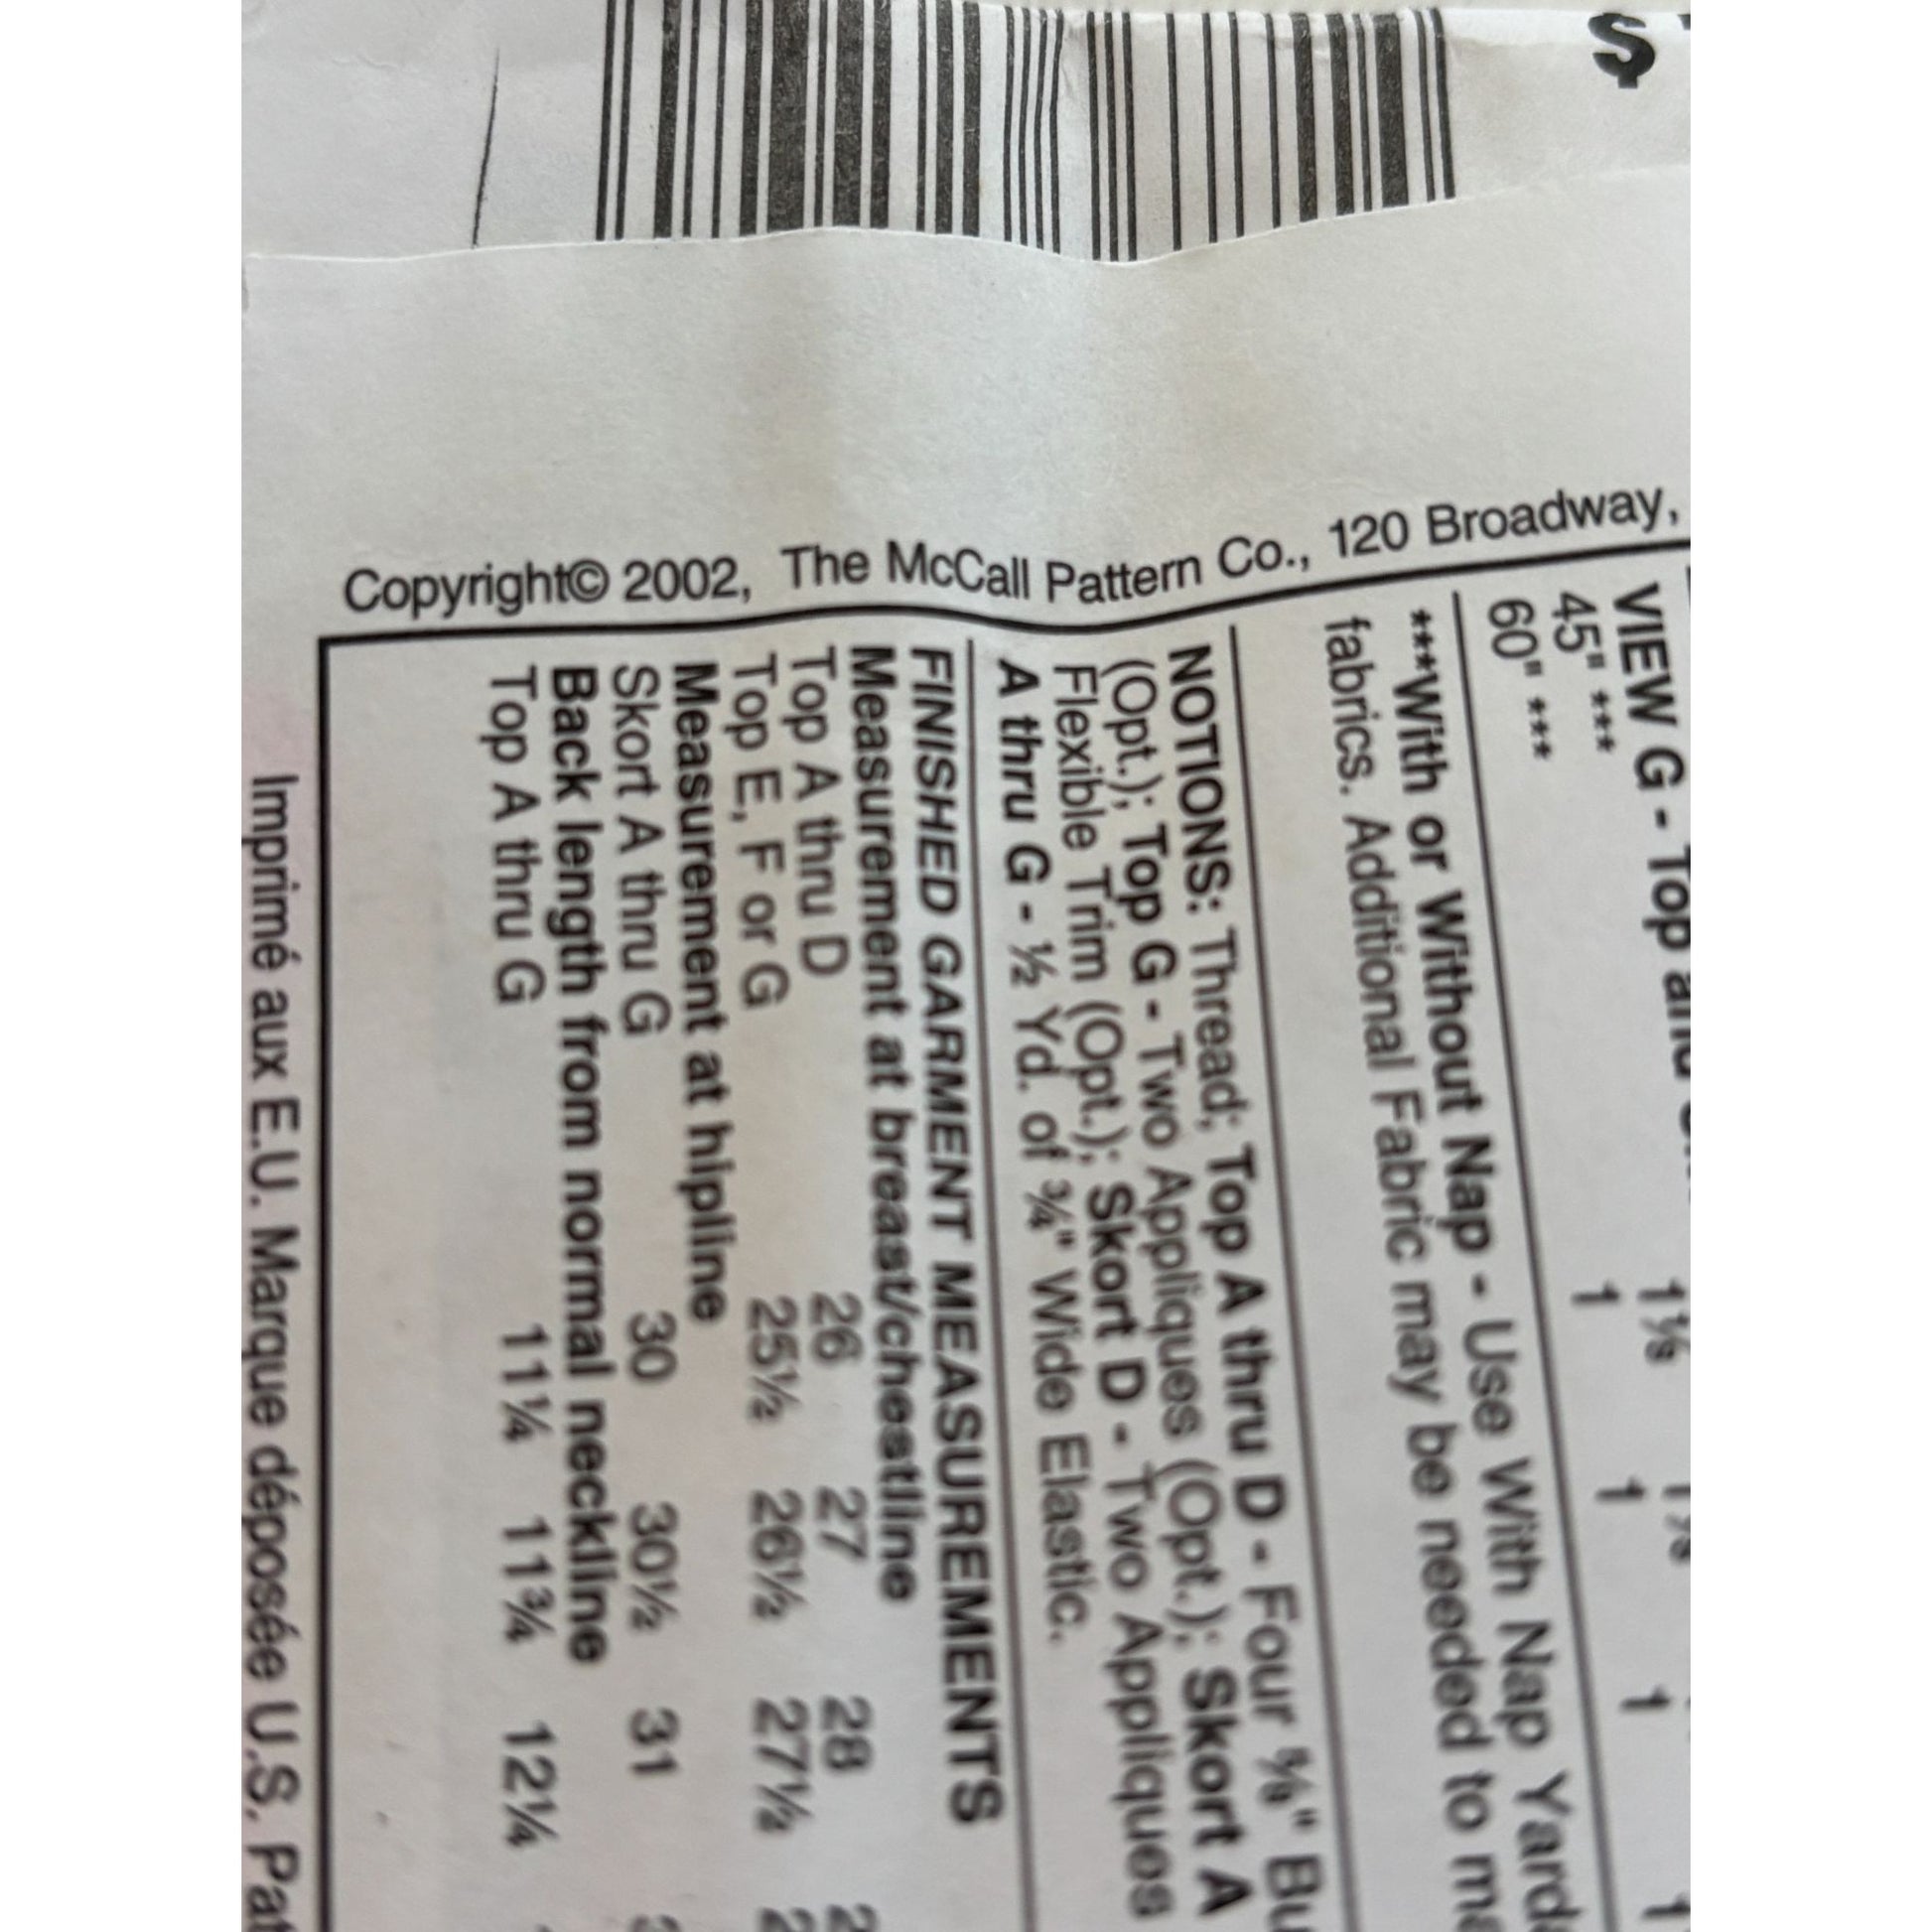 $
Copyright© 2002, The McCall Pattern Co., 120 Broadway,
VIEW G - Top and
45" *** 1⅛
60" *** 1 1 1 1
***With or Without Nap - Use With Nap
fabrics. Additional Fabric may be needed to
NOTIONS: Thread; Top A thru D - Four ⅝"
(Opt.); Top G - Two Appliques (Opt.); Skort A
Flexible Trim (Opt.); Skort D - Two Appliques
A thru G - ½ Yd. of ¾" Wide Elastic.
FINISHED GARMENT MEASUREMENTS
Measurement at breast/chestline
Top A thru D 26 27 28
Top E, F or G 25½ 26½ 27½
Measurement at hipline
Skort A thru G 30 30½ 31
Back length from normal neckline
Top A thru G 11¼ 11¾ 12¼
Imprimé aux E.U. Marque déposée U.S. Pat